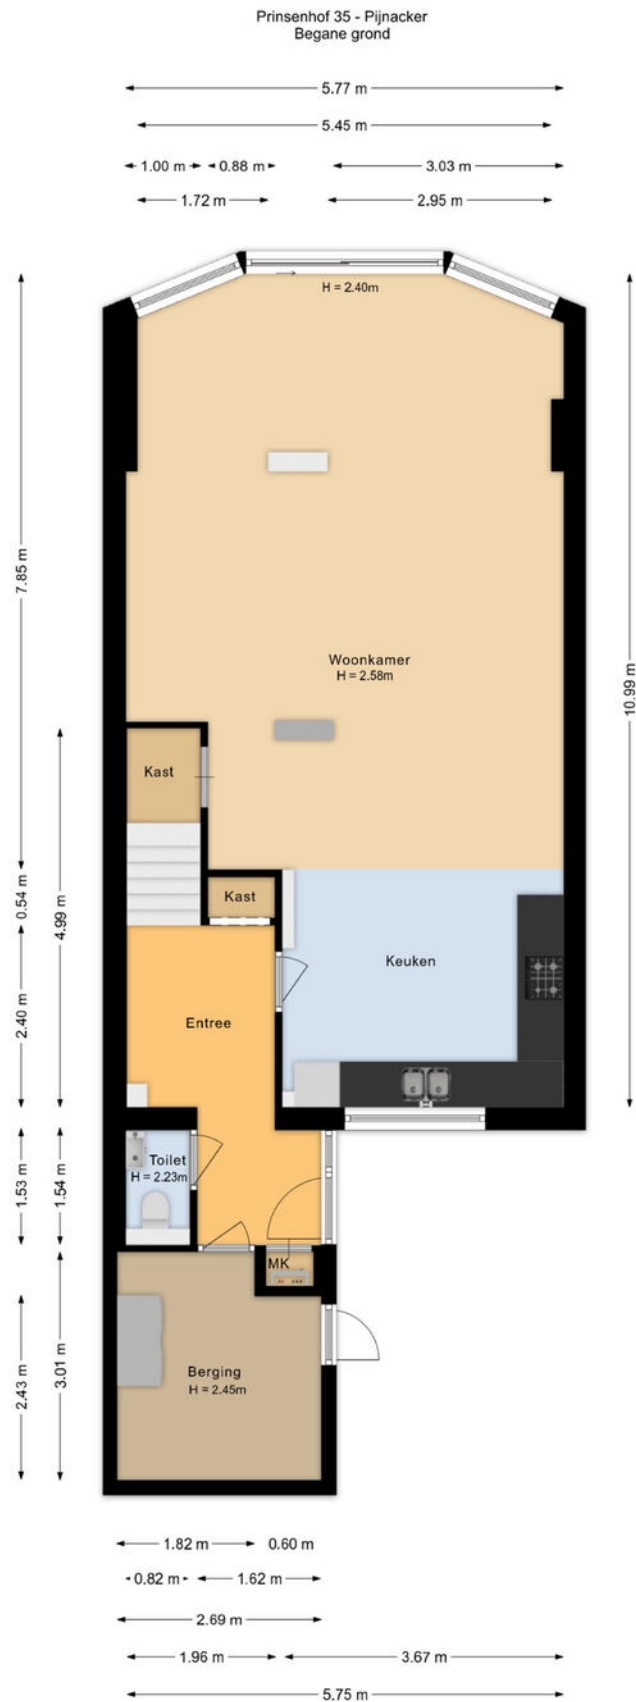 Prinsenhof 35 - Pijnacker
Begane grond
5.77 m
5.45 m
1.00 m
0.88 m
3.03 m
1.72 m
2.95 m
H = 2.40m
7.85 m
10.99 m
Woonkamer
H = 2.58m
Kast
4.99 m
0.54 m
Kast
Keuken
2.40 m
Entree
1.53 m
1.54 m
Toilet
H = 2.23m
MK
3.01 m
2.43 m
Berging
H = 2.45m
1.82 m
0.60 m
0.82 m
1.62 m
2.69 m
1.96 m
3.67 m
5.75 m